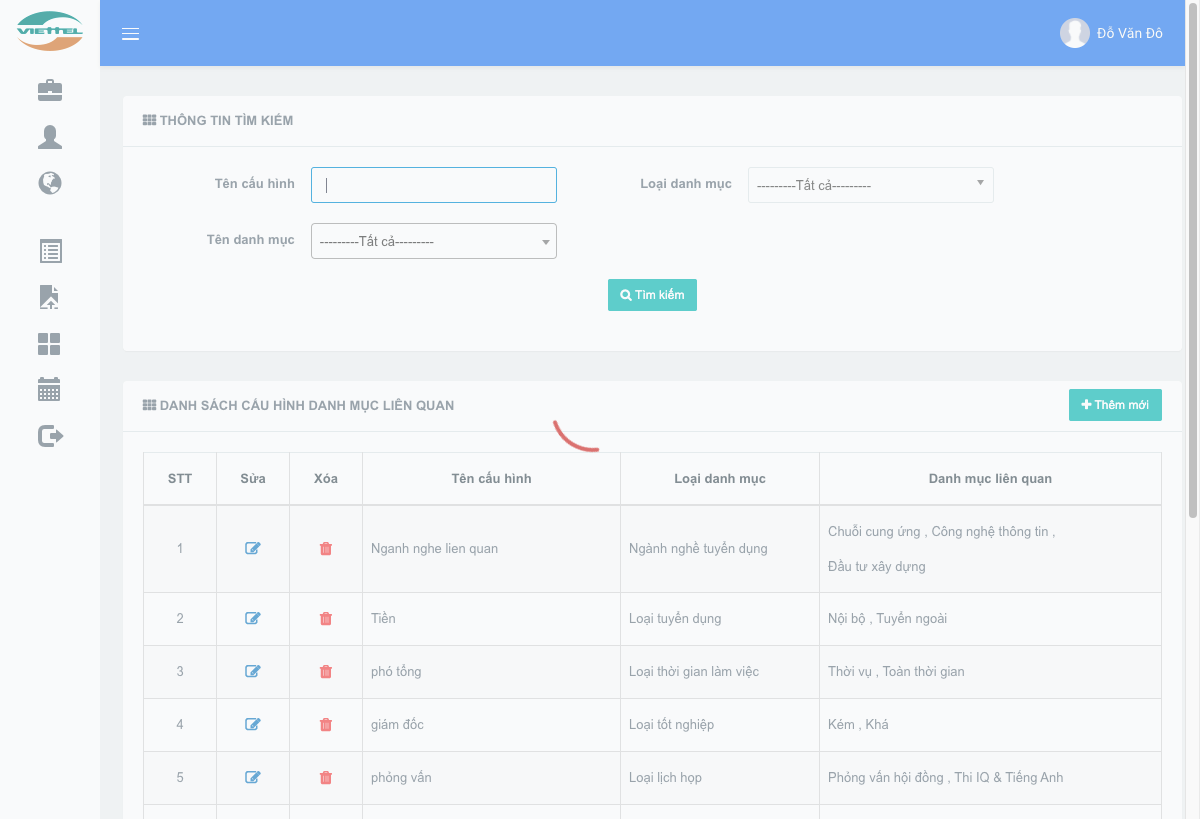 VIETTEL
Đỗ Văn Đô
THÔNG TIN TÌM KIẾM
Tên cấu hình
Loại danh mục
---------Tất cả---------
Tên danh mục
---------Tất cả---------
Tìm kiếm
DANH SÁCH CẤU HÌNH DANH MỤC LIÊN QUAN
Thêm mới
STT Sửa Xóa Tên cấu hình Loại danh mục Danh mục liên quan
1 Nganh nghe lien quan Ngành nghề tuyển dụng Chuỗi cung ứng , Công nghệ thông tin ,
Đầu tư xây dựng
2 Tiền Loại tuyển dụng Nội bộ , Tuyển ngoài
3 phó tổng Loại thời gian làm việc Thời vụ , Toàn thời gian
4 giám đốc Loại tốt nghiệp Kém , Khá
5 phỏng vấn Loại lịch họp Phỏng vấn hội đồng , Thi IQ & Tiếng Anh